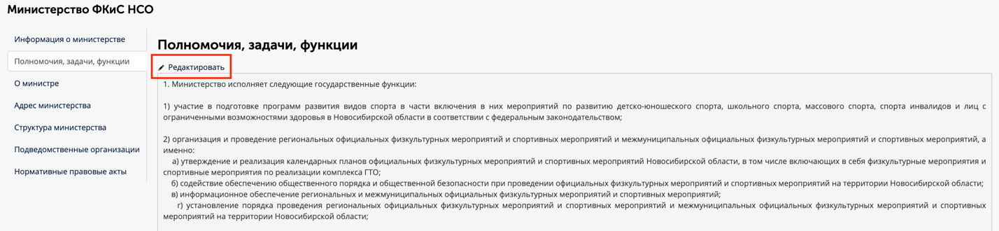 Министерство ФКиС НСО
Информация о министерстве
Полномочия, задачи, функции
О министре
Адрес министерства
Структура министерства
Подведомственные организации
Нормативные правовые акты
Полномочия, задачи, функции
Редактировать
1. Министерство исполняет следующие государственные функции:
1) участие в подготовке программ развития видов спорта в части включения в них мероприятий по развитию детско-юношеского спорта, школьного спорта, массового спорта, спорта инвалидов и лиц с
ограниченными возможностями здоровья в Новосибирской области в соответствии с федеральным законодательством;
2) организация и проведение региональных официальных физкультурных мероприятий и спортивных мероприятий и межмуниципальных официальных физкультурных мероприятий и спортивных мероприятий, а
именно:
а) утверждение и реализация календарных планов официальных физкультурных мероприятий и спортивных мероприятий Новосибирской области, в том числе включающих в себя физкультурные мероприятия и
спортивные мероприятия по реализации комплекса ГТО;
б) содействие обеспечению общественного порядка и общественной безопасности при проведении официальных физкультурных мероприятий и спортивных мероприятий на территории Новосибирской области;
в) информационное обеспечение региональных и межмуниципальных официальных физкультурных мероприятий и спортивных мероприятий;
г) установление порядка проведения региональных официальных физкультурных мероприятий и спортивных мероприятий и межмуниципальных официальных физкультурных мероприятий и спортивных
мероприятий на территории Новосибирской области;